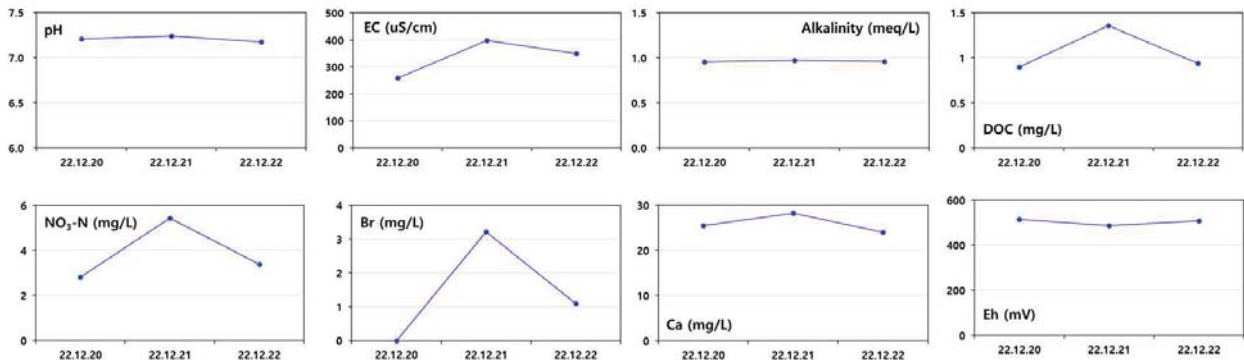 pH
7.5
7.0
6.5
6.0
22.12.20 22.12.21 22.12.22
EC (uS/cm)
500
400
300
200
100
0
22.12.20 22.12.21 22.12.22
Alkalinity (meq/L)
1.5
1.0
0.5
0.0
22.12.20 22.12.21 22.12.22
DOC (mg/L)
1.5
1
0.5
0
22.12.20 22.12.21 22.12.22
NO₃-N (mg/L)
6
4
2
0
22.12.20 22.12.21 22.12.22
Br (mg/L)
4
3
2
1
0
22.12.20 22.12.21 22.12.22
Ca (mg/L)
30
20
10
0
22.12.20 22.12.21 22.12.22
Eh (mV)
600
400
200
0
22.12.20 22.12.21 22.12.22